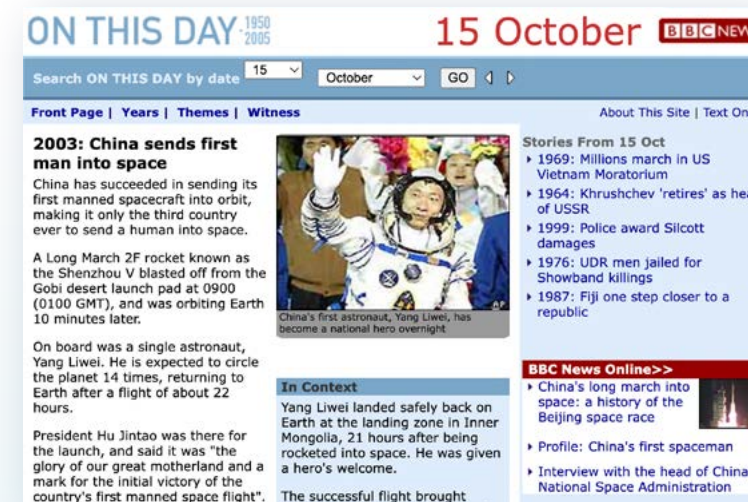 ON THIS DAY 1950 2005
15 October
BBC NEW
Search ON THIS DAY by date 15 October GO
Front Page | Years | Themes | Witness
About This Site | Text On
2003: China sends first
man into space
China has succeeded in sending its
first manned spacecraft into orbit,
making it only the third country
ever to send a human into space.
A Long March 2F rocket known as
the Shenzhou V blasted off from the
Gobi desert launch pad at 0900
(0100 GMT), and was orbiting Earth
10 minutes later.
On board was a single astronaut,
Yang Liwei. He is expected to circle
the planet 14 times, returning to
Earth after a flight of about 22
hours.
President Hu Jintao was there for
the launch, and said it was "the
glory of our great motherland and a
mark for the initial victory of the
country's first manned space flight".
AP
China's first astronaut, Yang Liwei, has
become a national hero overnight
In Context
Yang Liwei landed safely back on
Earth at the landing zone in Inner
Mongolia, 21 hours after being
rocketed into space. He was given
a hero's welcome.
The successful flight brought
Stories From 15 Oct
1969: Millions march in US
Vietnam Moratorium
1964: Khrushchev 'retires' as hea
of USSR
1999: Police award Silcott
damages
1976: UDR men jailed for
Showband killings
1987: Fiji one step closer to a
republic
BBC News Online>>
China's long march into
space: a history of the
Beijing space race
Profile: China's first spaceman
Interview with the head of China
National Space Administration